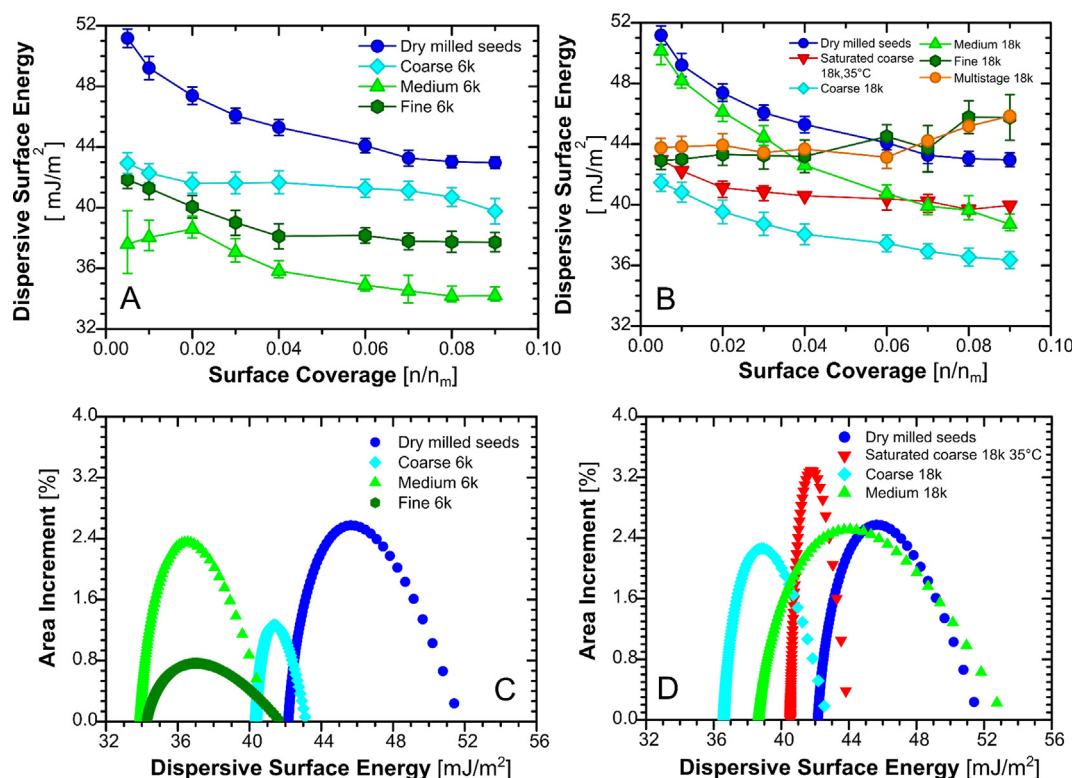 Dispersive Surface Energy
[ mJ/m²]
52
48
44
40
36
32
Dry milled seeds
Coarse 6k
Medium 6k
Fine 6k
A
0.00 0.02 0.04 0.06 0.08 0.10
Surface Coverage [n/nₘ]
Dispersive Surface Energy
[ mJ/m²]
52
48
44
40
36
32
Dry milled seeds
Saturated coarse
18k,35°C
Coarse 18k
Medium 18k
Fine 18k
Multistage 18k
B
0.00 0.02 0.04 0.06 0.08 0.10
Surface Coverage [n/nₘ]
Area Increment [%]
4.0
3.2
2.4
1.6
0.8
0.0
Dry milled seeds
Coarse 6k
Medium 6k
Fine 6k
C
32 36 40 44 48 52 56
Dispersive Surface Energy [mJ/m²]
Area Increment [%]
4.0
3.2
2.4
1.6
0.8
0.0
Dry milled seeds
Saturated coarse 18k 35°C
Coarse 18k
Medium 18k
D
32 36 40 44 48 52 56
Dispersive Surface Energy [mJ/m²]